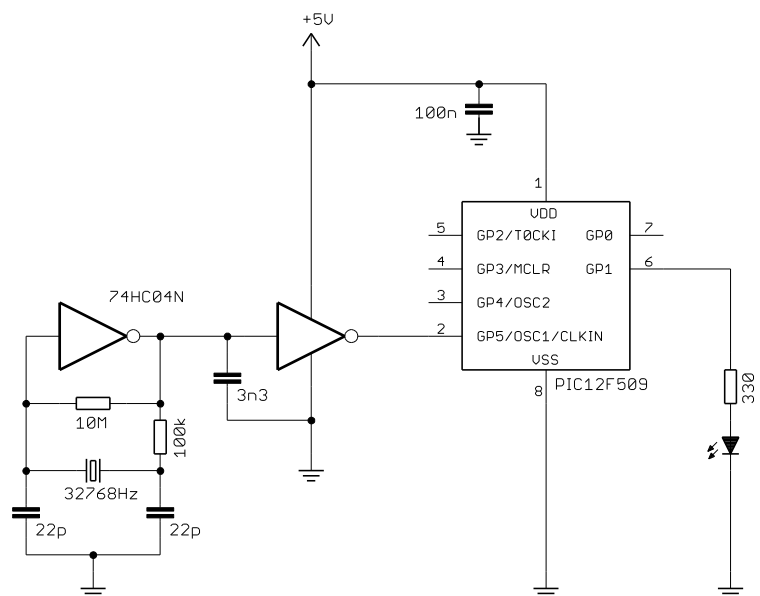 +5V
100n
1
VDD
5 GP2/T0CKI GP0 7
4 GP3/MCLR GP1 6
3 GP4/OSC2
2 GP5/OSC1/CLKIN
VSS
8
PIC12F509
74HC04N
3n3
330
10M
100k
32768Hz
22p
22p